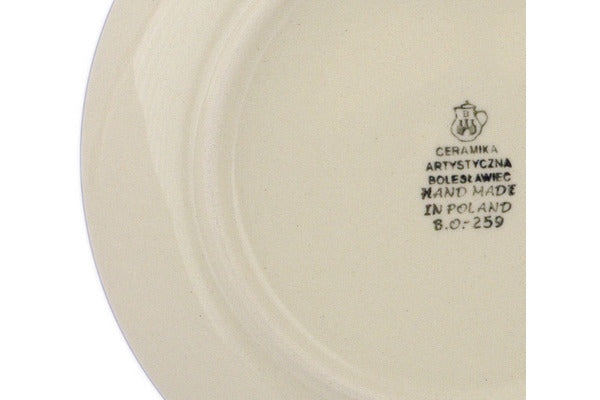 CERAMIKA
ARTYSTYCZNA
BOLESŁAWIEC
HAND MADE
IN POLAND
B.O.-259